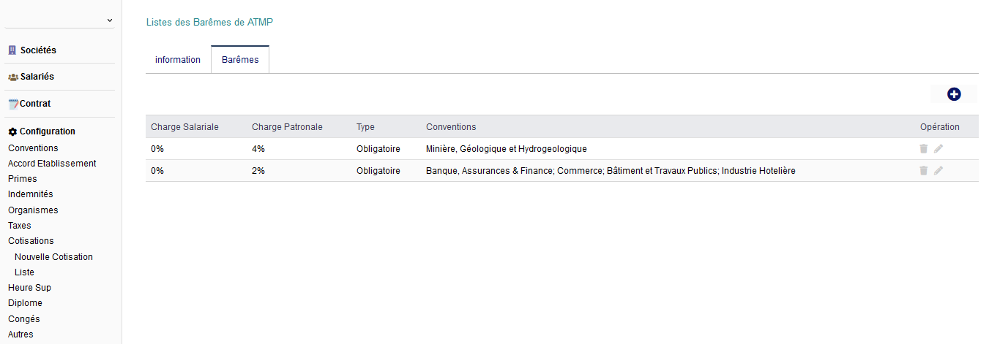 Listes des Barêmes de ATMP
Sociétés
Salariés
Contrat
Configuration
Conventions
Accord Etablissement
Primes
Indemnités
Organismes
Taxes
Cotisations
Nouvelle Cotisation
Liste
Heure Sup
Diplome
Congés
Autres
information Barêmes
Charge Salariale Charge Patronale Type Conventions Opération
0% 4% Obligatoire Minière, Géologique et Hydrogeologique
0% 2% Obligatoire Banque, Assurances & Finance; Commerce; Bâtiment et Travaux Publics; Industrie Hotelière